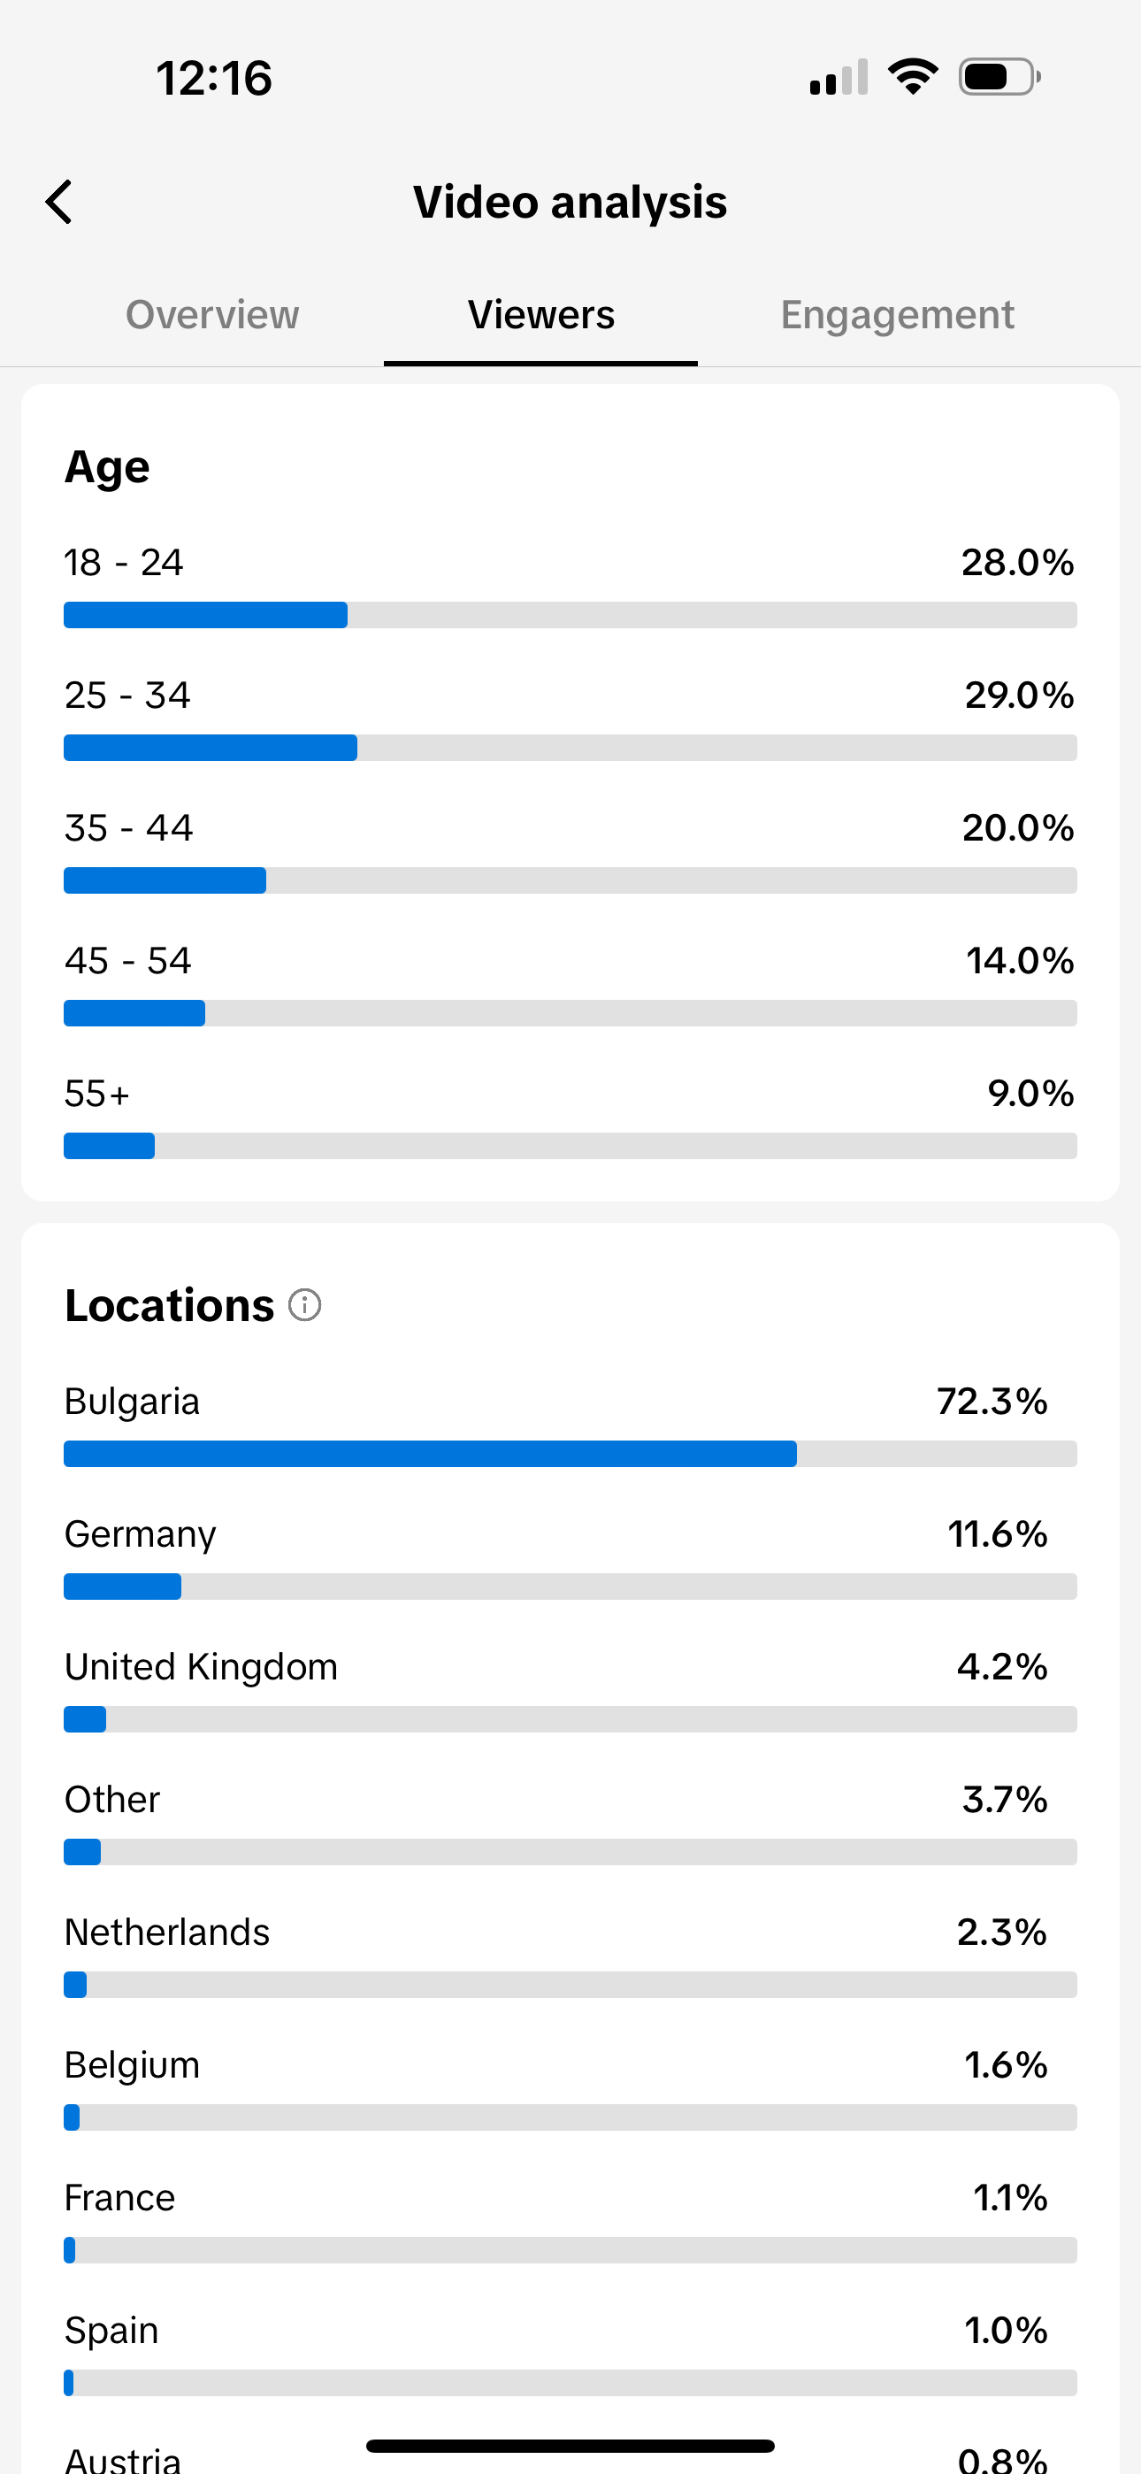 12:16
Video analysis
Overview Viewers Engagement
Age
18 - 24 28.0%
25 - 34 29.0%
35 - 44 20.0%
45 - 54 14.0%
55+ 9.0%
Locations
Bulgaria 72.3%
Germany 11.6%
United Kingdom 4.2%
Other 3.7%
Netherlands 2.3%
Belgium 1.6%
France 1.1%
Spain 1.0%
Austria 0.8%